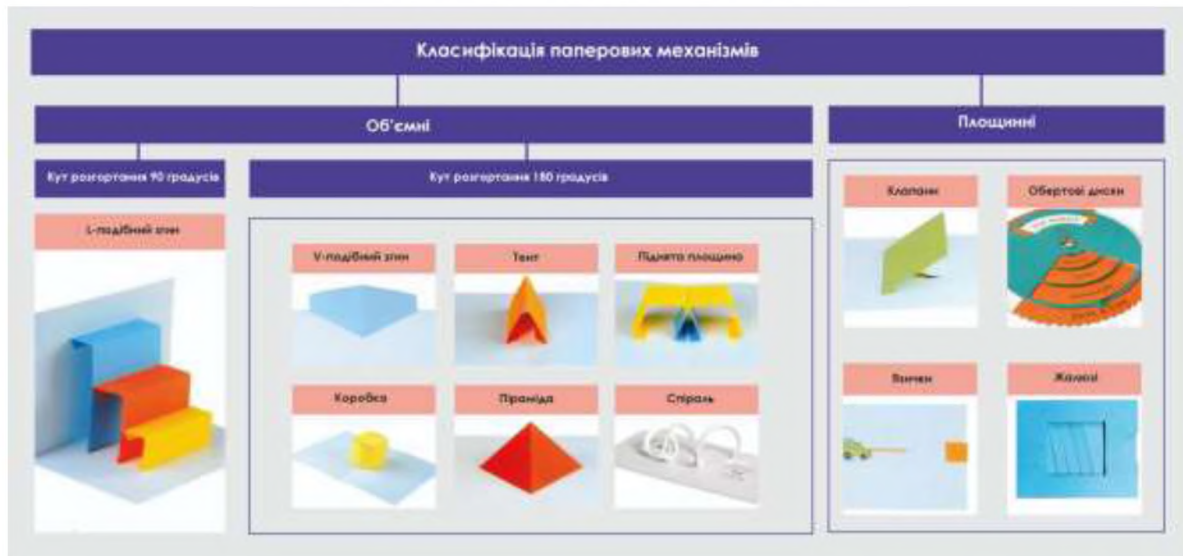 Класифікація паперових механізмів
Об'ємні
Площинні
Кут розгортання 90 градусів
Кут розгортання 180 градусів
L-подібний згин
V-подібний згин
Тент
Піднята площина
Коробка
Піраміда
Спіраль
Клапани
Обертові диски
Язички
Жалюзі